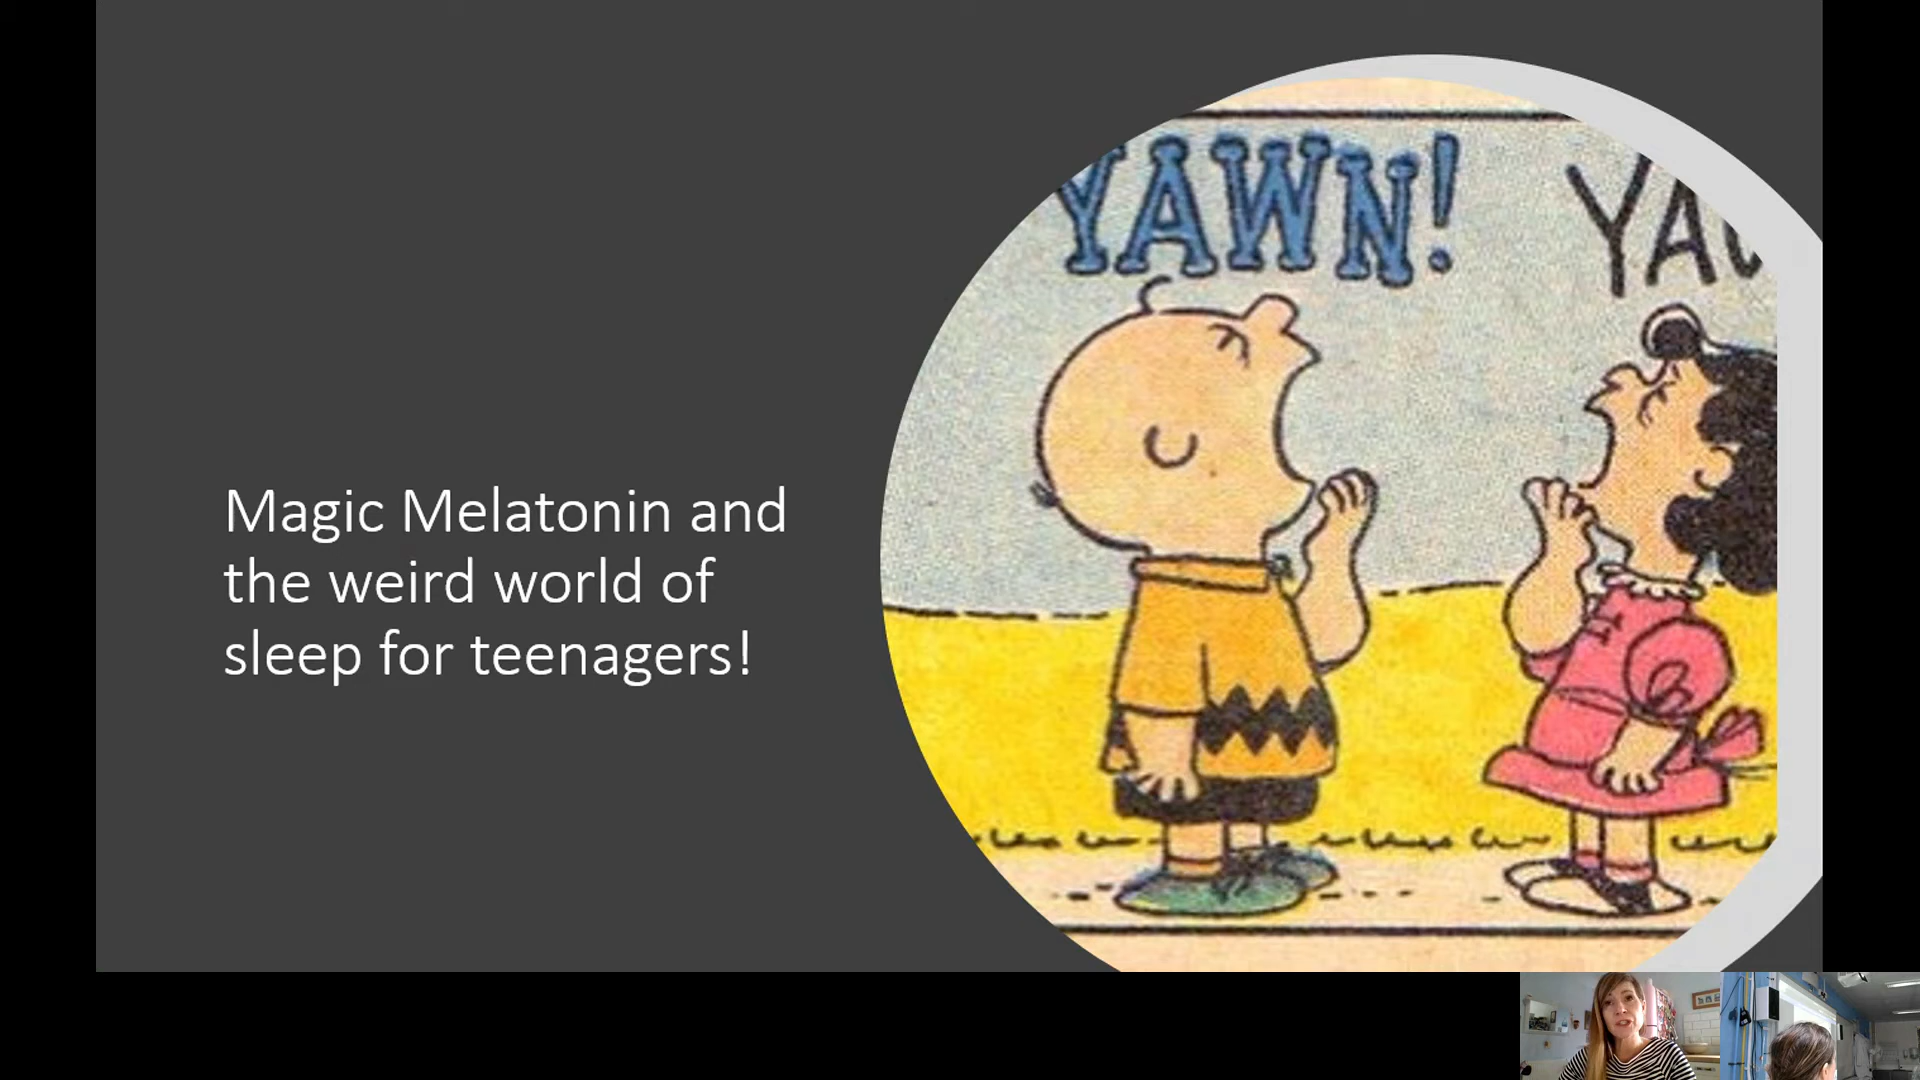 YAWN!
Magic Melatonin and
the weird world of
sleep for teenagers!